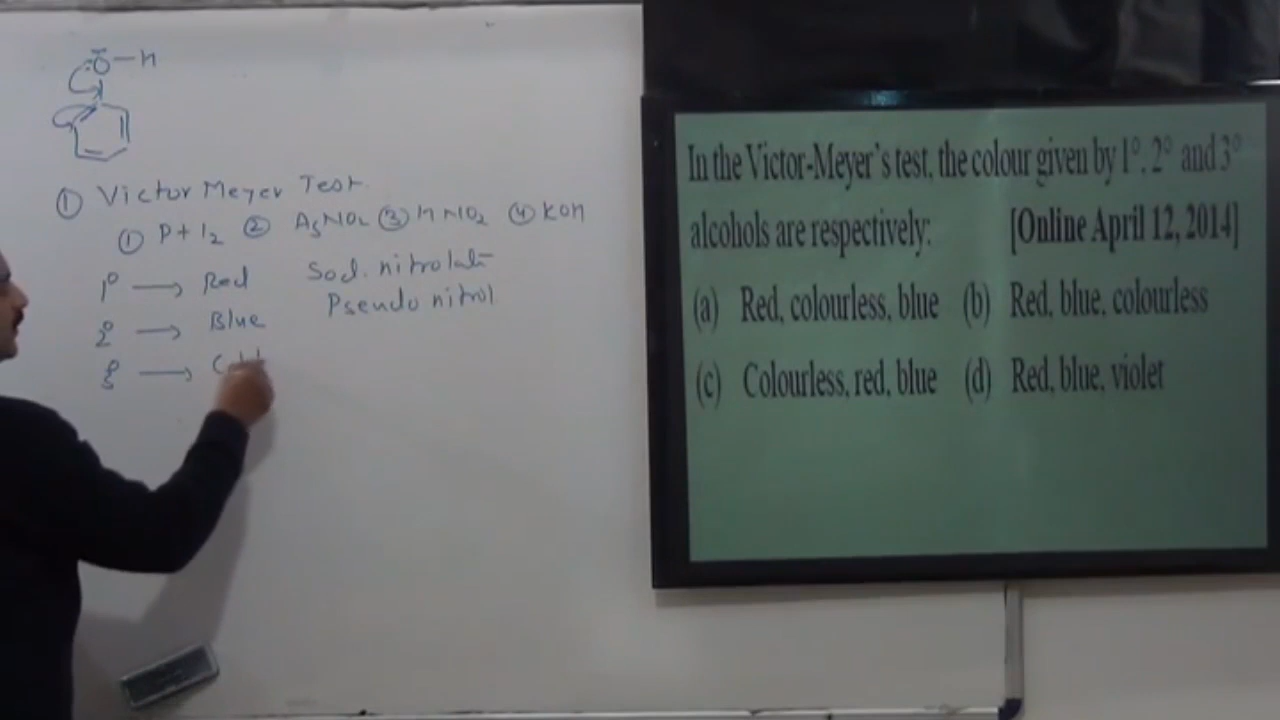 Ö–H
① Victor Meyer Test
① P + I₂ ② AgNO₂ ③ HNO₂ ④ KOH
1° → Red Sod. nitrolate
2° → Blue Pseudo nitrol
3° →
In the Victor-Meyer's test, the colour given by 1°, 2° and 3°
alcohols are respectively: [Online April 12, 2014]
(a) Red, colourless, blue (b) Red, blue, colourless
(c) Colourless, red, blue (d) Red, blue, violet